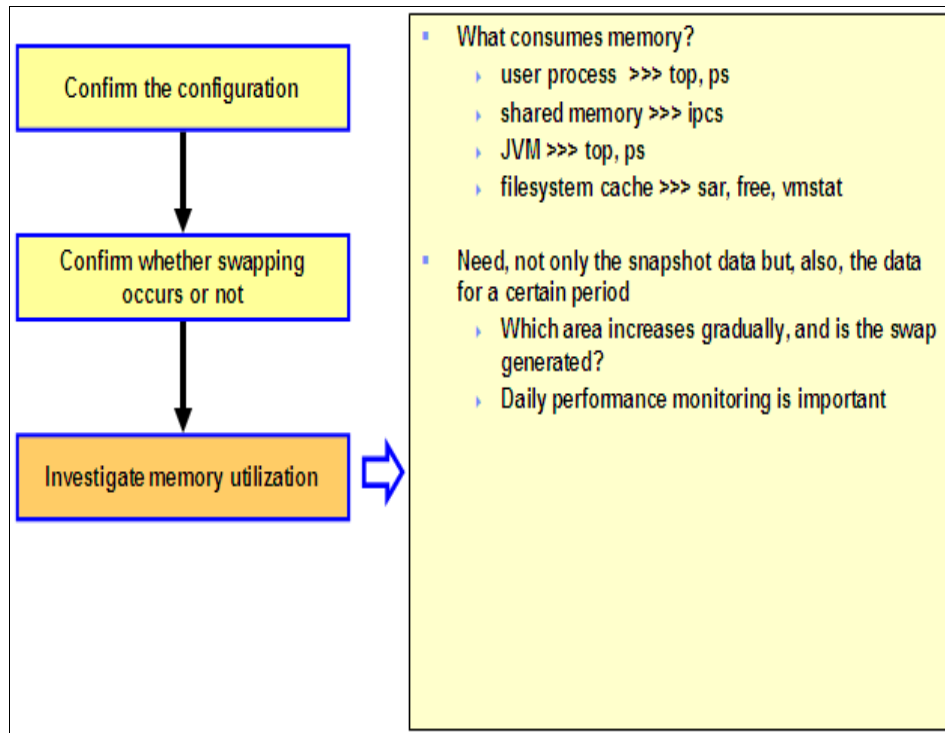 Confirm the configuration
Confirm whether swapping
occurs or not
Investigate memory utilization
What consumes memory?
user process >>> top, ps
shared memory >>> ipcs
JVM >>> top, ps
filesystem cache >>> sar, free, vmstat
Need, not only the snapshot data but, also, the data
for a certain period
Which area increases gradually, and is the swap
generated?
Daily performance monitoring is important